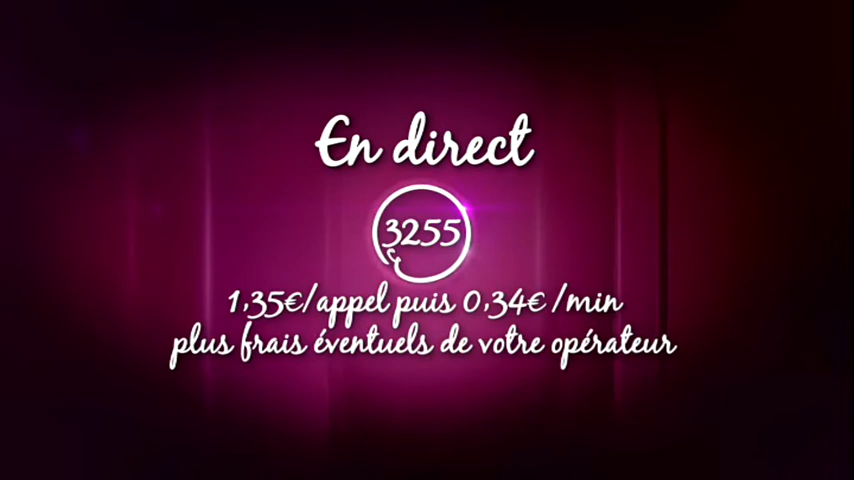 En direct
3255
1,35€/appel puis 0,34€ /min
plus frais éventuels de votre opérateur